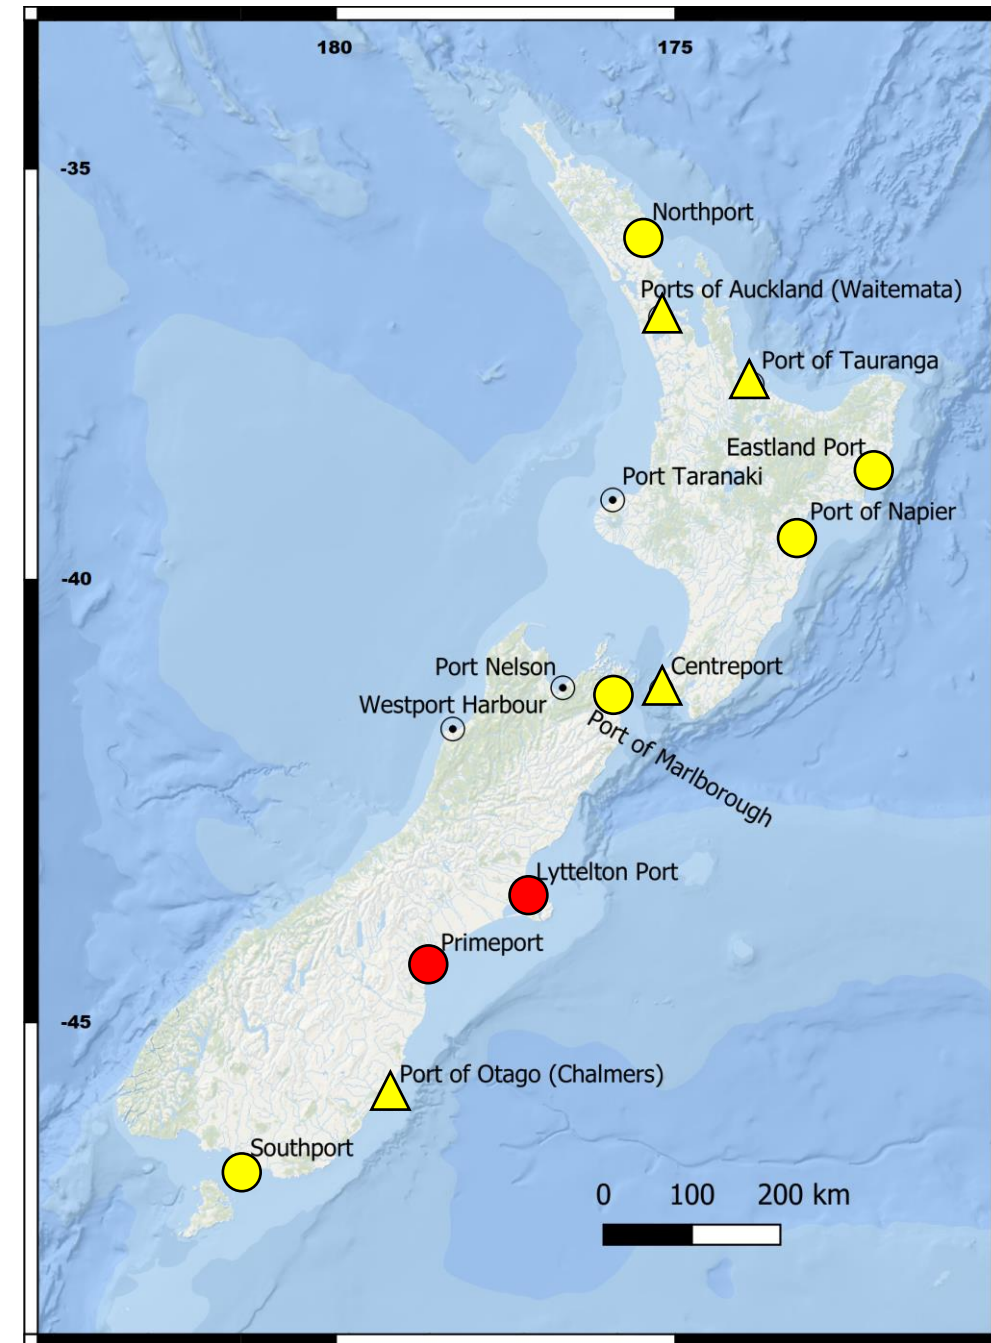 180
175
-35
Northport
Ports of Auckland (Waitemata)
Port of Tauranga
Eastland Port
Port Taranaki
Port of Napier
-40
Port Nelson
Centreport
Westport Harbour
Port of Marlborough
Lyttelton Port
Primeport
-45
Port of Otago (Chalmers)
Southport
0 100 200 km